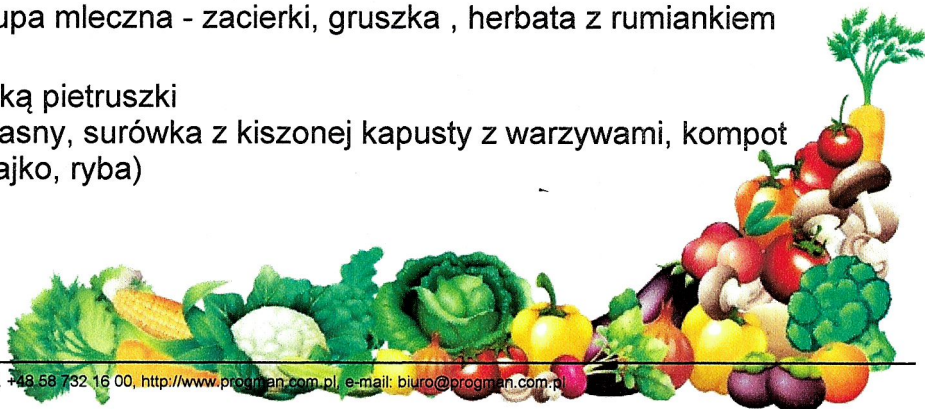 upa mleczna - zacierki, gruszka , herbata z rumiankiem
ką pietruszki
asny, surówka z kiszonej kapusty z warzywami, kompot
ajko, ryba)
+48 58 732 16 00, http://www.progman.com.pl, e-mail: biuro@progman.com.pl